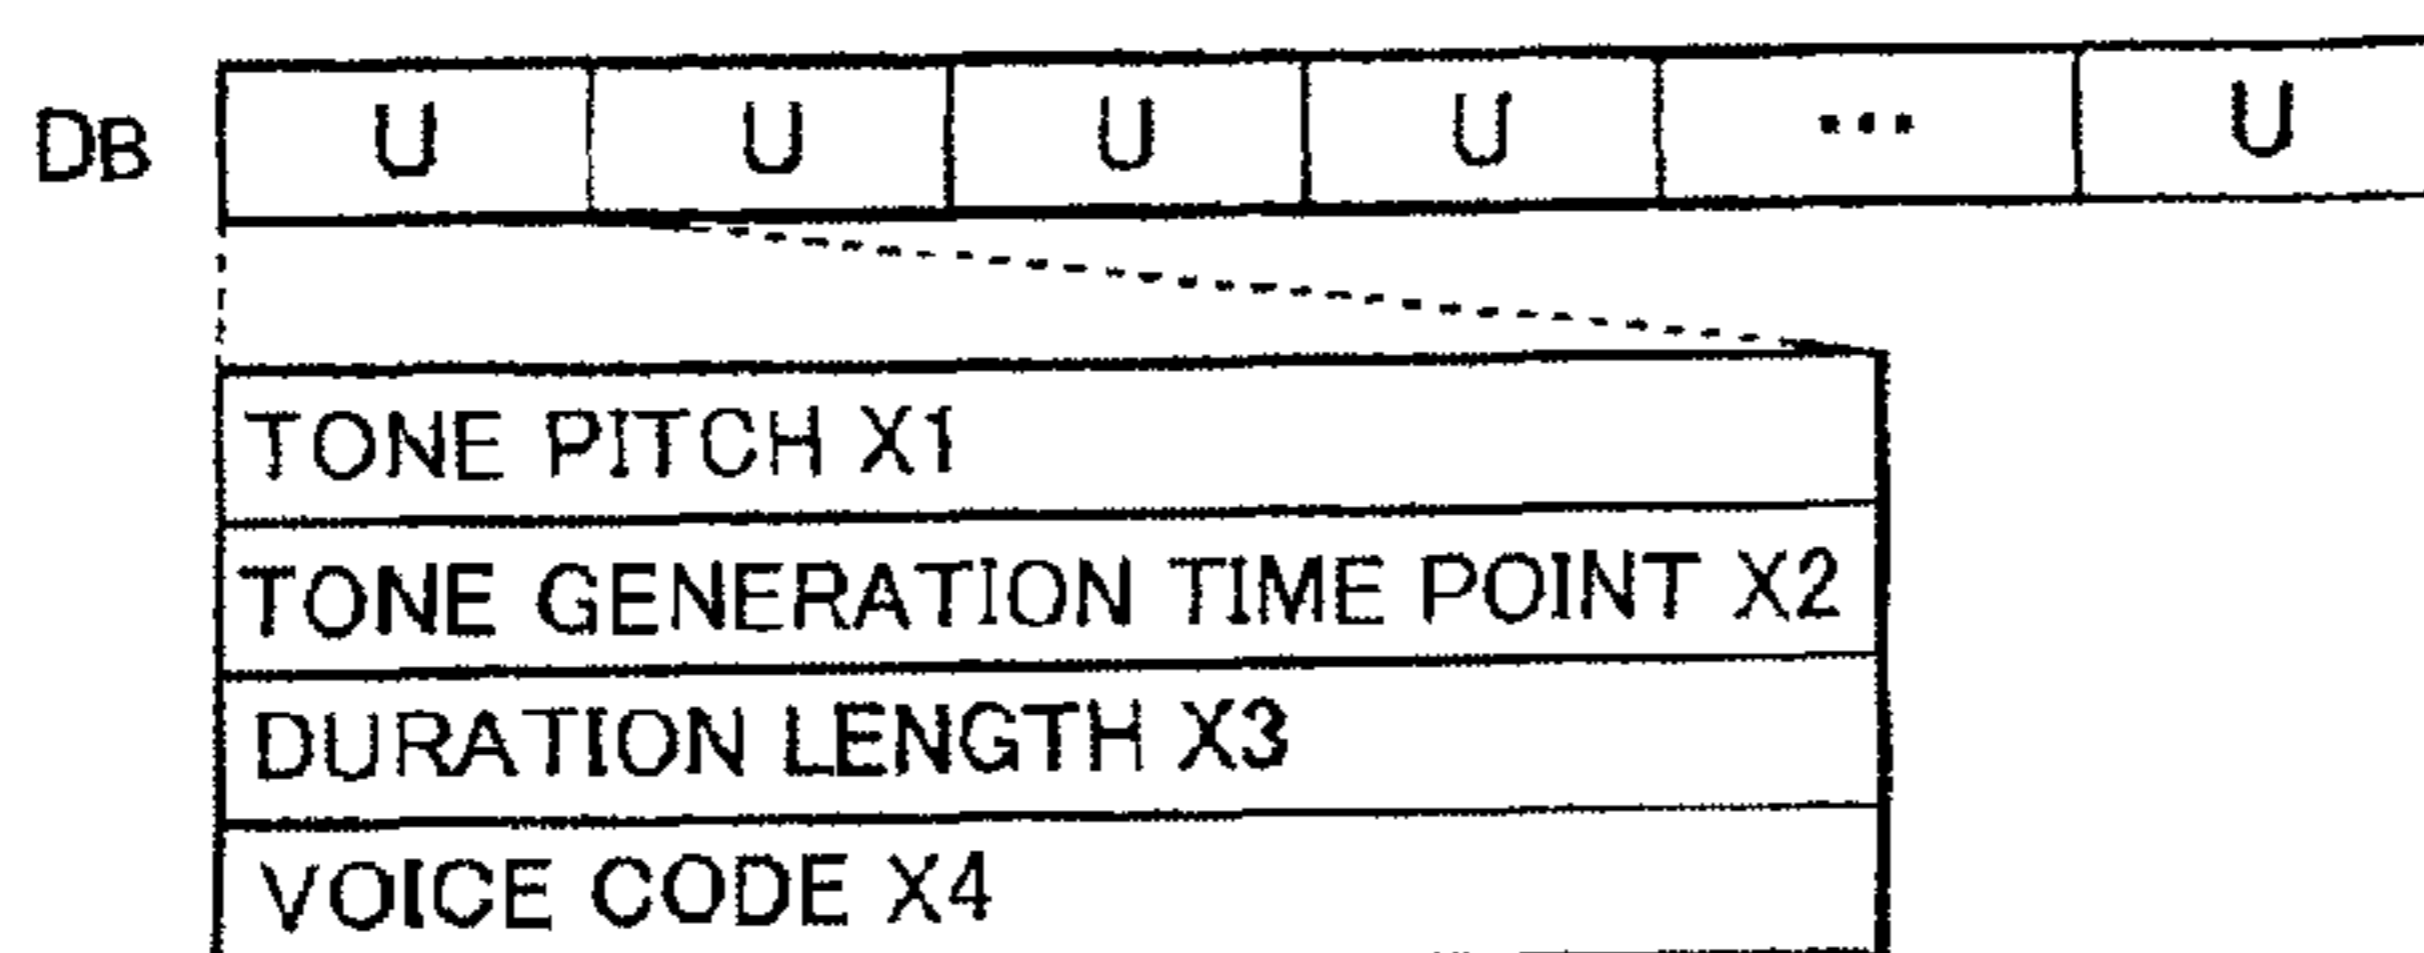 DB U U U U ... U
TONE PITCH X1
TONE GENERATION TIME POINT X2
DURATION LENGTH X3
VOICE CODE X4